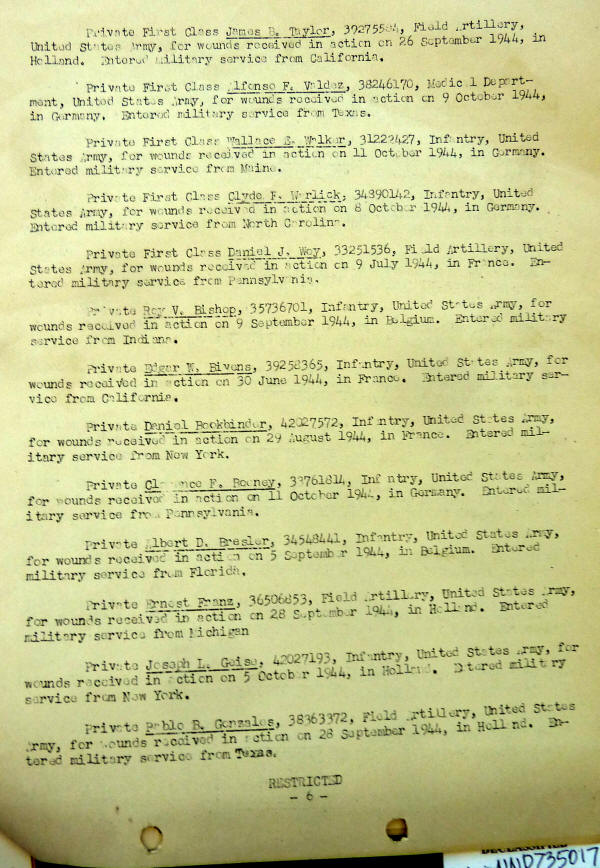 Private First Class James B. Taylor, 39275584, Field Artillery,
United States Army, for wounds received in action on 26 September 1944, in
Holland. Entered military service from California.
Private First Class Alfonso F. Valdez, 38246170, Medical Depart-
ment, United States Army, for wounds received in action on 9 October 1944,
in Germany. Entered military service from Texas.
Private First Class Wallace E. Walker, 31222427, Infantry, United
States Army, for wounds received in action on 11 October 1944, in Germany.
Entered military service from Maine.
Private First Class Clyde F. Warlick, 34890142, Infantry, United
States Army, for wounds received in action on 8 October 1944, in Germany.
Entered military service from North Carolina.
Private First Class Daniel J. Woy, 33251536, Field Artillery, United
States Army, for wounds received in action on 9 July 1944, in France. En-
tered military service from Pennsylvania.
Private Roy V. Bishop, 35736701, Infantry, United States Army, for
wounds received in action on 9 September 1944, in Belgium. Entered military
service from Indiana.
Private Edgar W. Bivens, 39258365, Infantry, United States Army, for
wounds received in action on 30 June 1944, in France. Entered military ser-
vice from California.
Private Daniel Bookbinder, 42027572, Infantry, United States Army,
for wounds received in action on 29 August 1944, in France. Entered mil-
itary service from New York.
Private Clarence F. Booney, 33761814, Infantry, United States Army,
for wounds received in action on 11 October 1944, in Germany. Entered mil-
itary service from Pennsylvania.
Private Albert D. Bresler, 34548441, Infantry, United States Army,
for wounds received in action on 5 September 1944, in Belgium. Entered
military service from Florida.
Private Ernest Franz, 36506853, Field Artillery, United States Army,
for wounds received in action on 28 September 1944, in Holland. Entered
military service from Michigan
Private Joseph L. Geise, 42027193, Infantry, United States Army, for
wounds received in action on 5 October 1944, in Holland. Entered military
service from New York.
Private Pablo B. Gonzales, 38363372, Field Artillery, United States
Army, for wounds received in action on 28 September 1944, in Holland. En-
tered military service from Texas.
RESTRICTED
- 6 -
DECLASSIFIED
NND735017